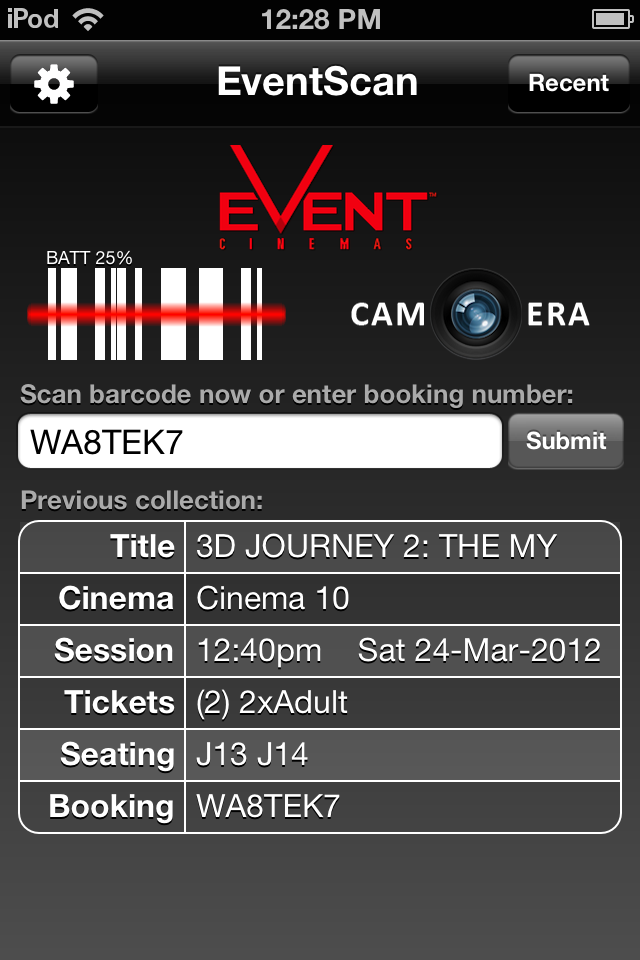 iPod 12:28 PM
EventScan Recent
EVENT™
CINEMAS
BATT 25%
CAM ERA
Scan barcode now or enter booking number:
WA8TEK7 Submit
Previous collection:
Title 3D JOURNEY 2: THE MY
Cinema Cinema 10
Session 12:40pm Sat 24-Mar-2012
Tickets (2) 2xAdult
Seating J13 J14
Booking WA8TEK7